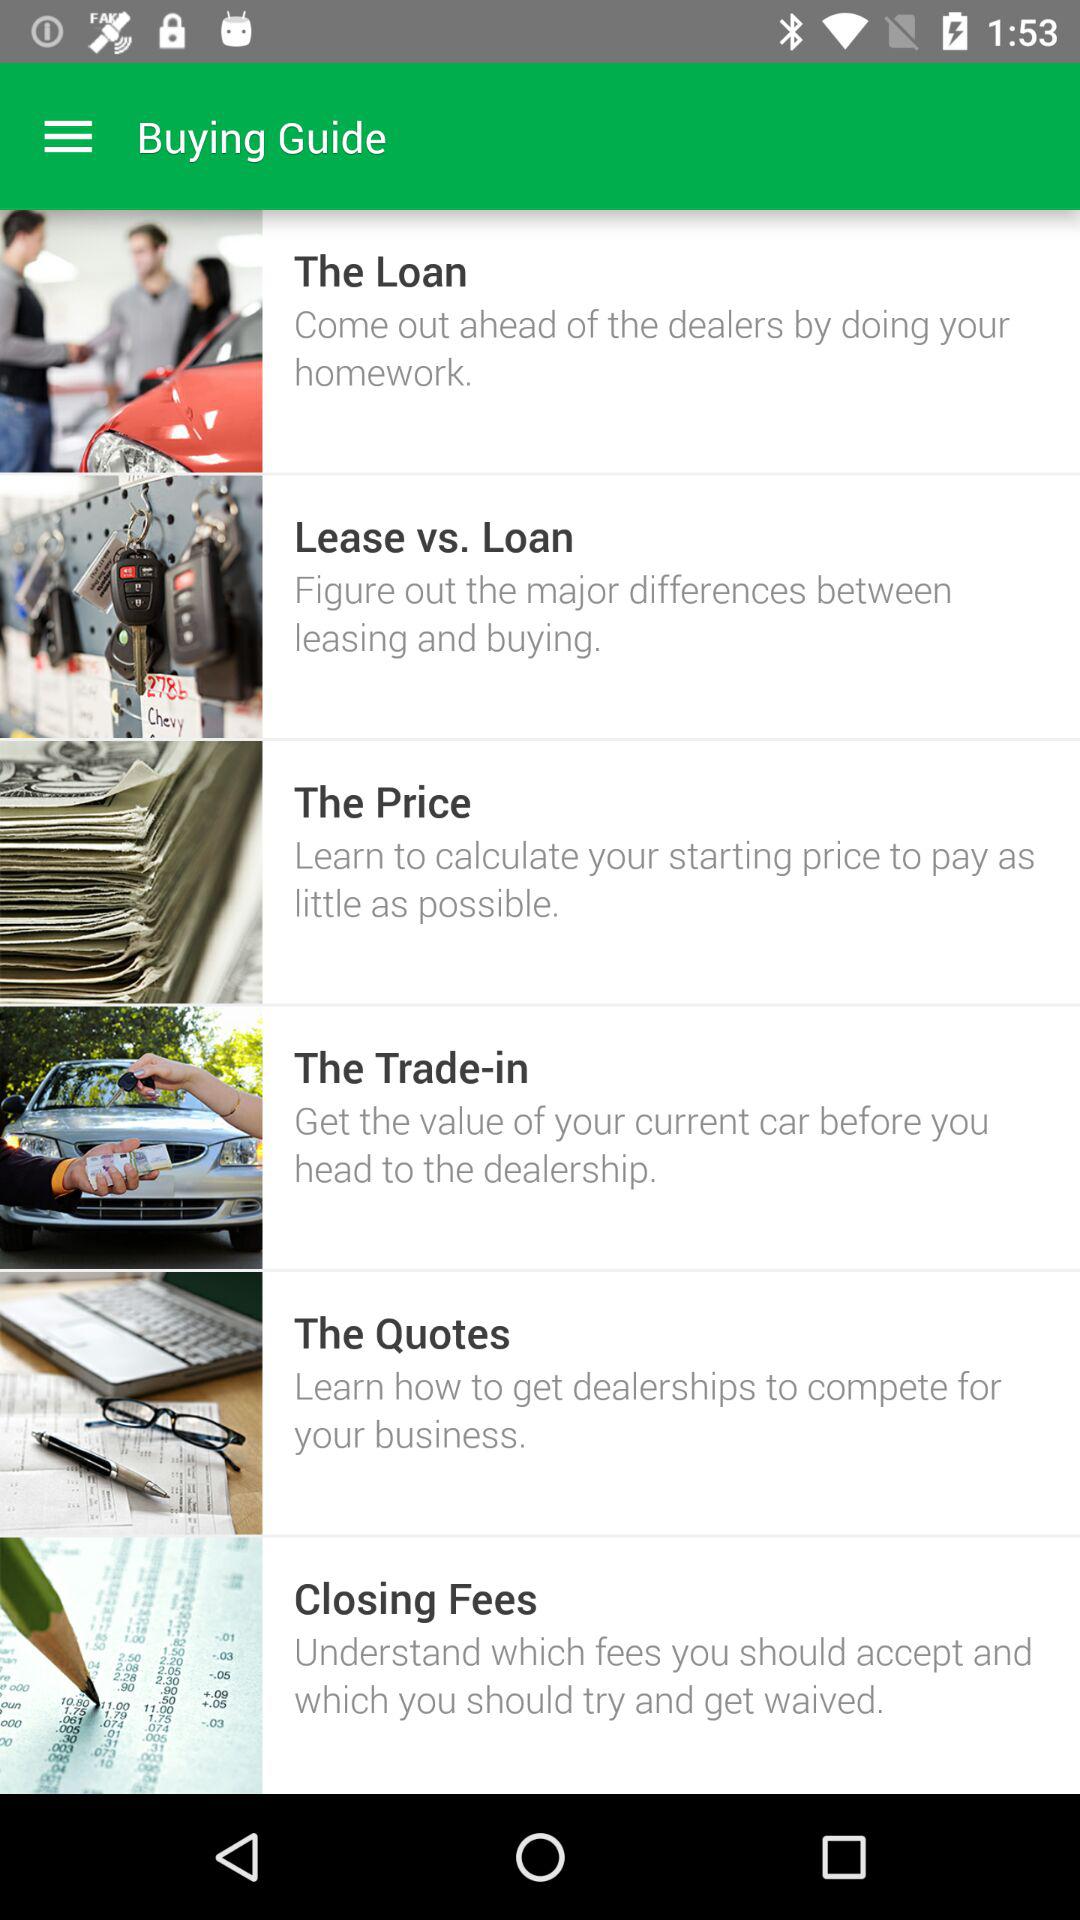 FAKE
1:53
Buying Guide
The Loan
Come out ahead of the dealers by doing your
homework.
Lease vs. Loan
Figure out the major differences between
leasing and buying.
278b
Chevy
The Price
Learn to calculate your starting price to pay as
little as possible.
The Trade-in
Get the value of your current car before you
head to the dealership.
The Quotes
Learn how to get dealerships to compete for
your business.
Closing Fees
Understand which fees you should accept and
which you should try and get waived.